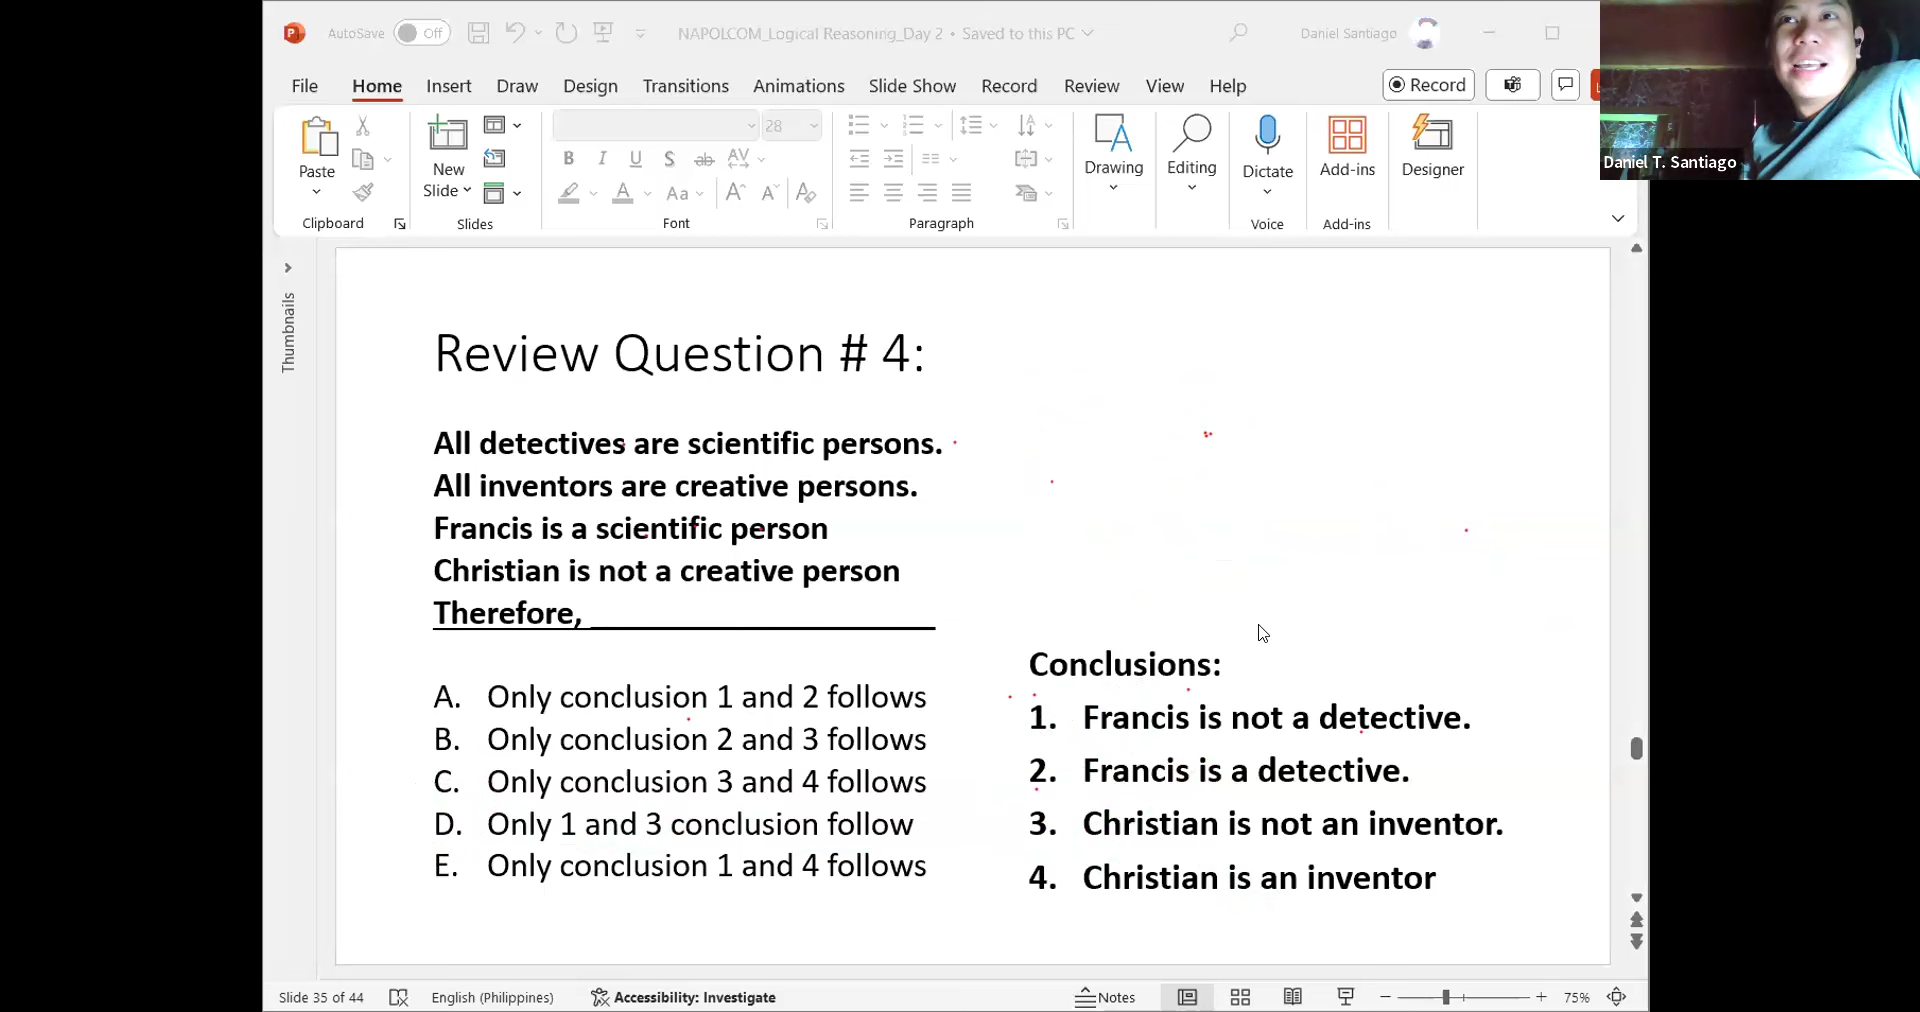 AutoSave Off
NAPOLCOM_Logical Reasoning_Day 2 • Saved to this PC
Daniel Santiago
File Home Insert Draw Design Transitions Animations Slide Show Record Review View Help
Record
Paste
New
Slide
28
Drawing
Editing
Dictate
Add-ins
Designer
Clipboard
Slides
Font
Paragraph
Voice
Add-ins
Daniel T. Santiago
Thumbnails
Review Question # 4:
All detectives are scientific persons.
All inventors are creative persons.
Francis is a scientific person
Christian is not a creative person
Therefore, ____________________
A. Only conclusion 1 and 2 follows
B. Only conclusion 2 and 3 follows
C. Only conclusion 3 and 4 follows
D. Only 1 and 3 conclusion follow
E. Only conclusion 1 and 4 follows
Conclusions:
1. Francis is not a detective.
2. Francis is a detective.
3. Christian is not an inventor.
4. Christian is an inventor
Slide 35 of 44
English (Philippines)
Accessibility: Investigate
Notes
75%